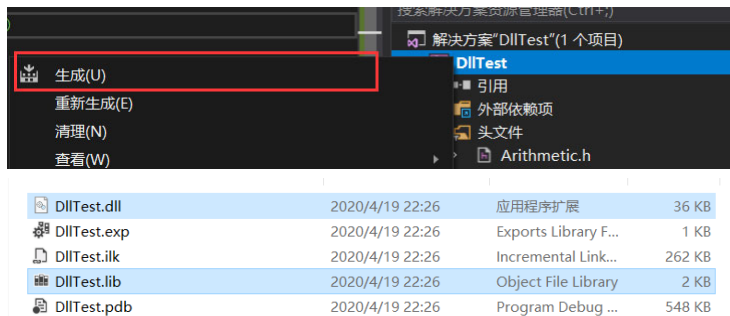 搜索解决方案资源管理器(Ctrl+;)
解决方案"DllTest"(1 个项目)
DllTest
生成(U)
引用
重新生成(E)
外部依赖项
清理(N)
头文件
查看(W)
Arithmetic.h
DllTest.dll 2020/4/19 22:26 应用程序扩展 36 KB
DllTest.exp 2020/4/19 22:26 Exports Library F... 1 KB
DllTest.ilk 2020/4/19 22:26 Incremental Link... 262 KB
DllTest.lib 2020/4/19 22:26 Object File Library 2 KB
DllTest.pdb 2020/4/19 22:26 Program Debug ... 548 KB